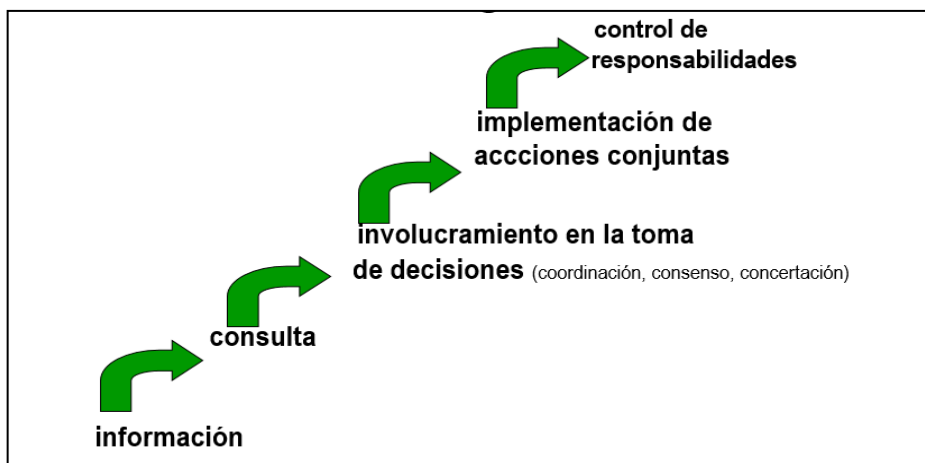 control de
responsabilidades
implementación de
accciones conjuntas
involucramiento en la toma
de decisiones (coordinación, consenso, concertación)
consulta
información